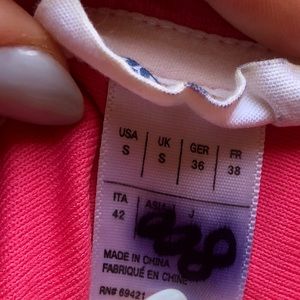 USA UK GER FR
S S 36 38
ITA ASIA J
42
MADE IN CHINA
FABRIQUÉ EN CHINE
RN# 69421